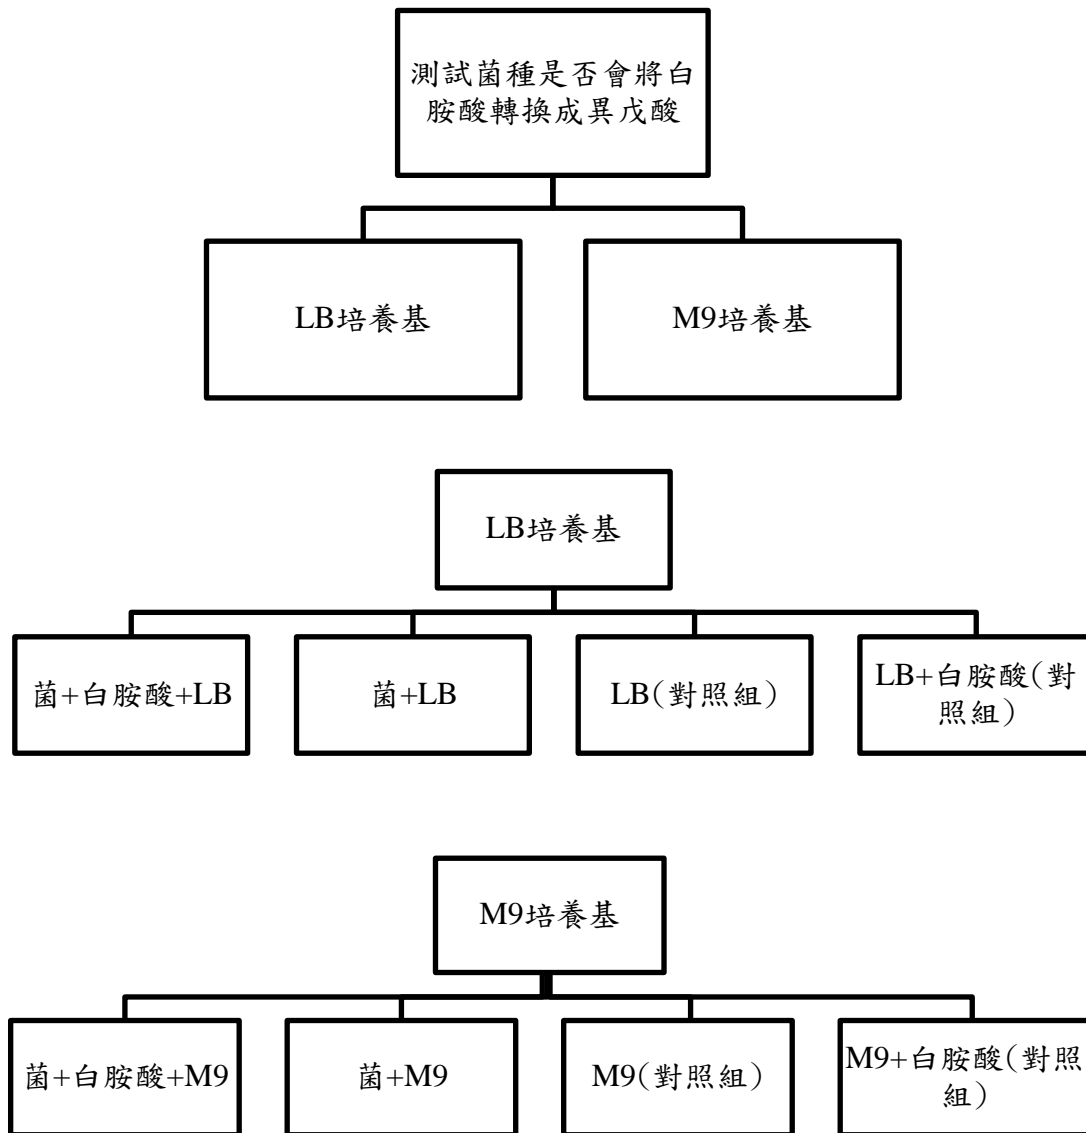 測試菌種是否會將白
胺酸轉換成異戊酸
LB培養基
M9培養基
LB培養基
菌+白胺酸+LB
菌+LB
LB(對照組)
LB+白胺酸(對
照組)
M9培養基
菌+白胺酸+M9
菌+M9
M9(對照組)
M9+白胺酸(對照
組)